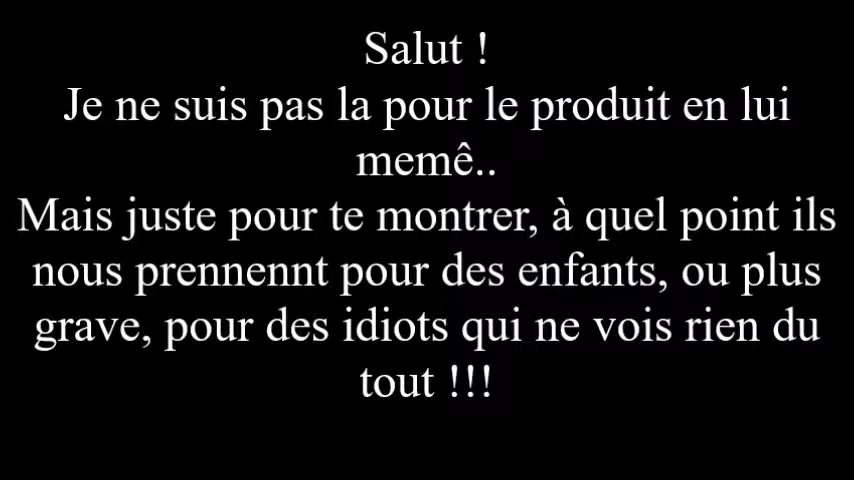 Salut !
Je ne suis pas la pour le produit en lui
memê..
Mais juste pour te montrer, à quel point ils
nous prennennt pour des enfants, ou plus
grave, pour des idiots qui ne vois rien du
tout !!!